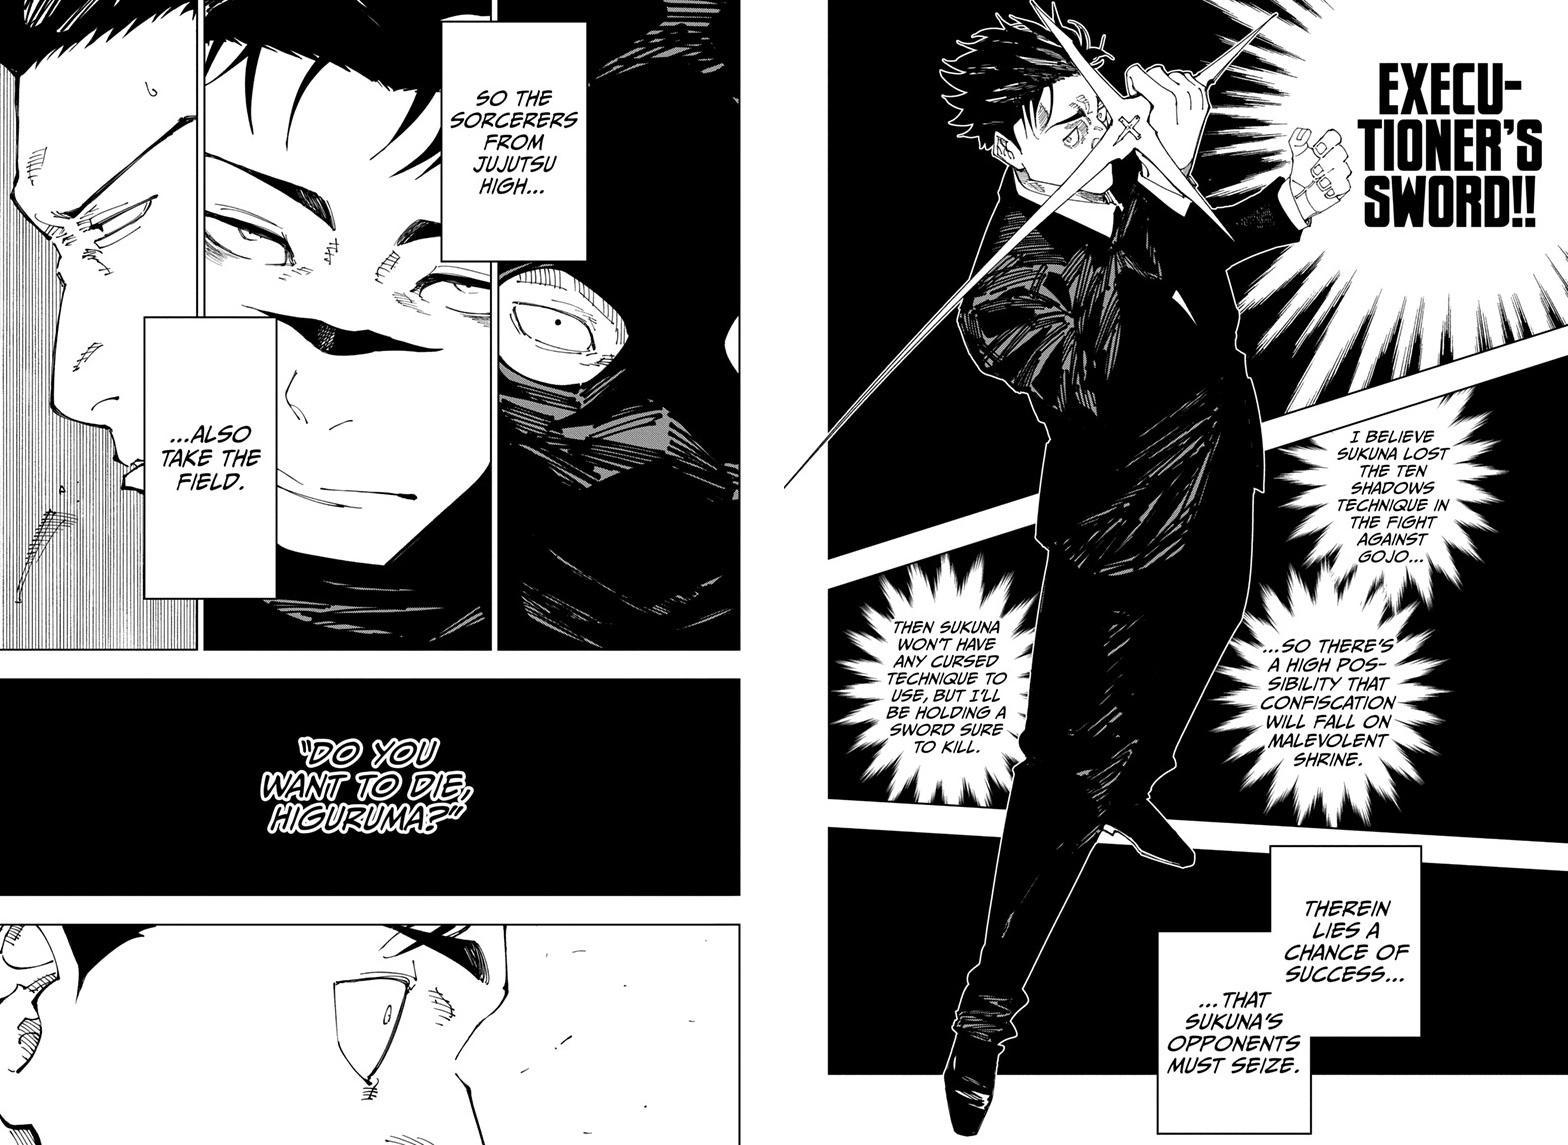 EXECU-
TIONER'S
SWORD!!
I BELIEVE
SUKUNA LOST
THE TEN
SHADOWS
TECHNIQUE IN
THE FIGHT
AGAINST
GOJO...
...SO THERE'S
A HIGH POS-
SIBILITY THAT
CONFISCATION
WILL FALL ON
MALEVOLENT
SHRINE.
THEN SUKUNA
WON'T HAVE
ANY CURSED
TECHNIQUE TO
USE, BUT I'LL
BE HOLDING A
SWORD SURE
TO KILL.
THEREIN
LIES A
CHANCE OF
SUCCESS...
...THAT
SUKUNA'S
OPPONENTS
MUST SEIZE.
SO THE
SORCERERS
FROM
JUJUTSU
HIGH...
...ALSO
TAKE THE
FIELD.
"DO YOU
WANT TO DIE,
HIGURUMA?"